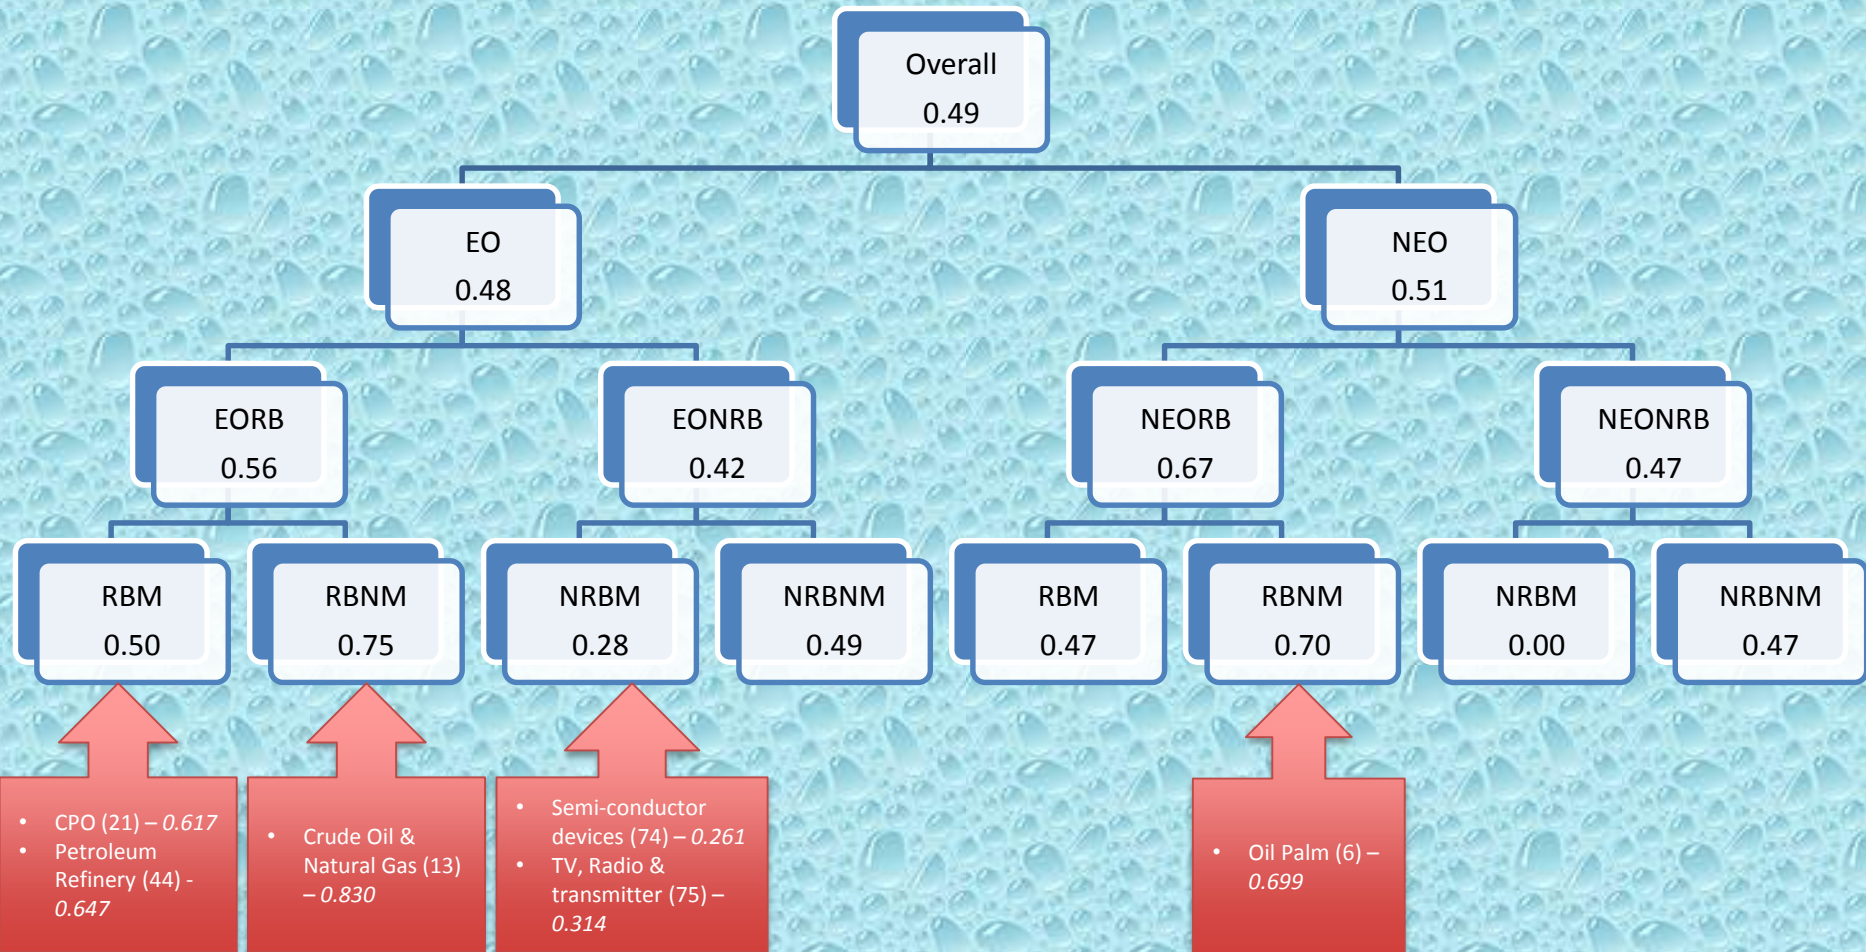 Overall
0.49
EO
0.48
NEO
0.51
EORB
0.56
EONRB
0.42
NEORB
0.67
NEONRB
0.47
RBM
0.50
RBNM
0.75
NRBM
0.28
NRBNM
0.49
RBM
0.47
RBNM
0.70
NRBM
0.00
NRBNM
0.47
• CPO (21) – 0.617
• Petroleum
Refinery (44) -
0.647
• Crude Oil &
Natural Gas (13)
– 0.830
• Semi-conductor
devices (74) – 0.261
• TV, Radio &
transmitter (75) –
0.314
• Oil Palm (6) –
0.699